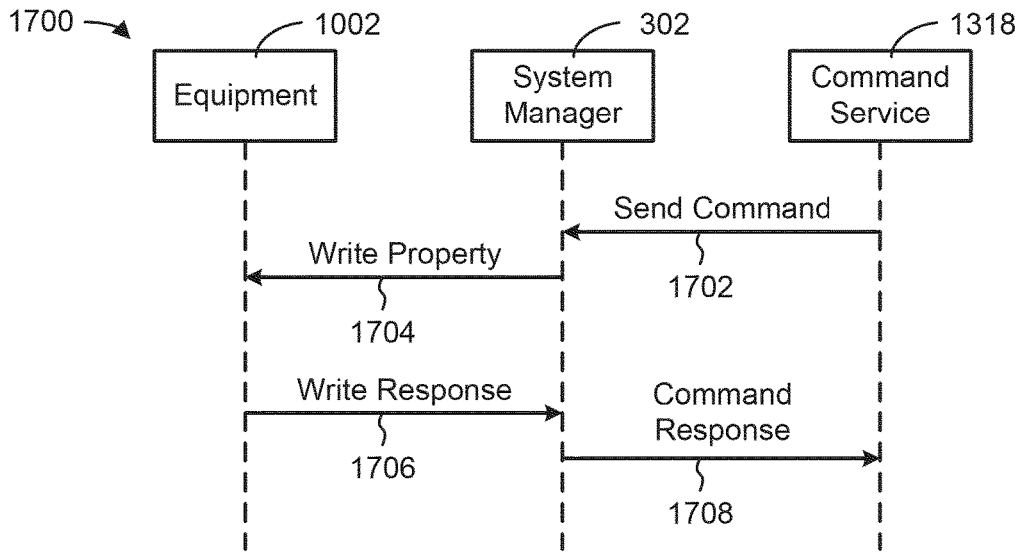 1700
1002
302
1318
Equipment
System
Manager
Command
Service
Send Command
1702
Write Property
1704
Write Response
1706
Command
Response
1708